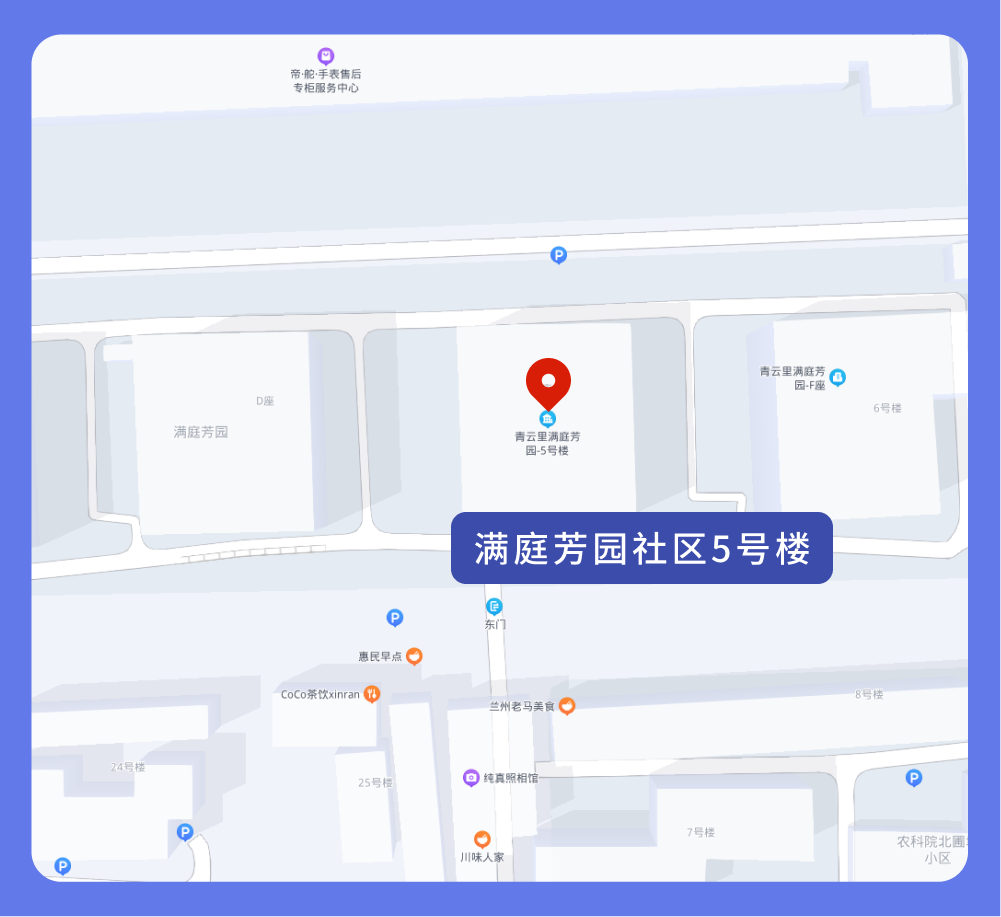 帝·舵·手表售后
专柜服务中心
P
青云里满庭芳
园-F座
D座
6号楼
满庭芳园
青云里满庭芳
园-5号楼
满庭芳园社区5号楼
P
东门
惠民早点
CoCo茶饮xinran
8号楼
兰州老马美食
24号楼
25号楼
纯真照相馆
P
P
7号楼
农科院北圃
小区
川味人家
P